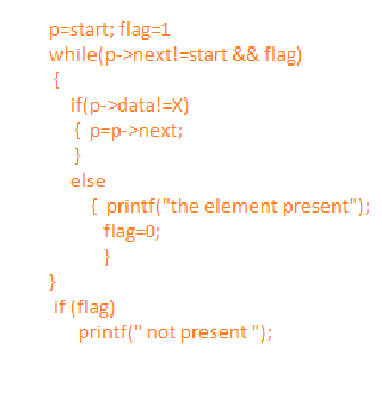 p=start; flag=1
while(p->next!=start && flag)
{
if(p->data!=X)
{ p=p->next;
}
else
{ printf("the element present");
flag=0;
}
}
if (flag)
printf(" not present ");